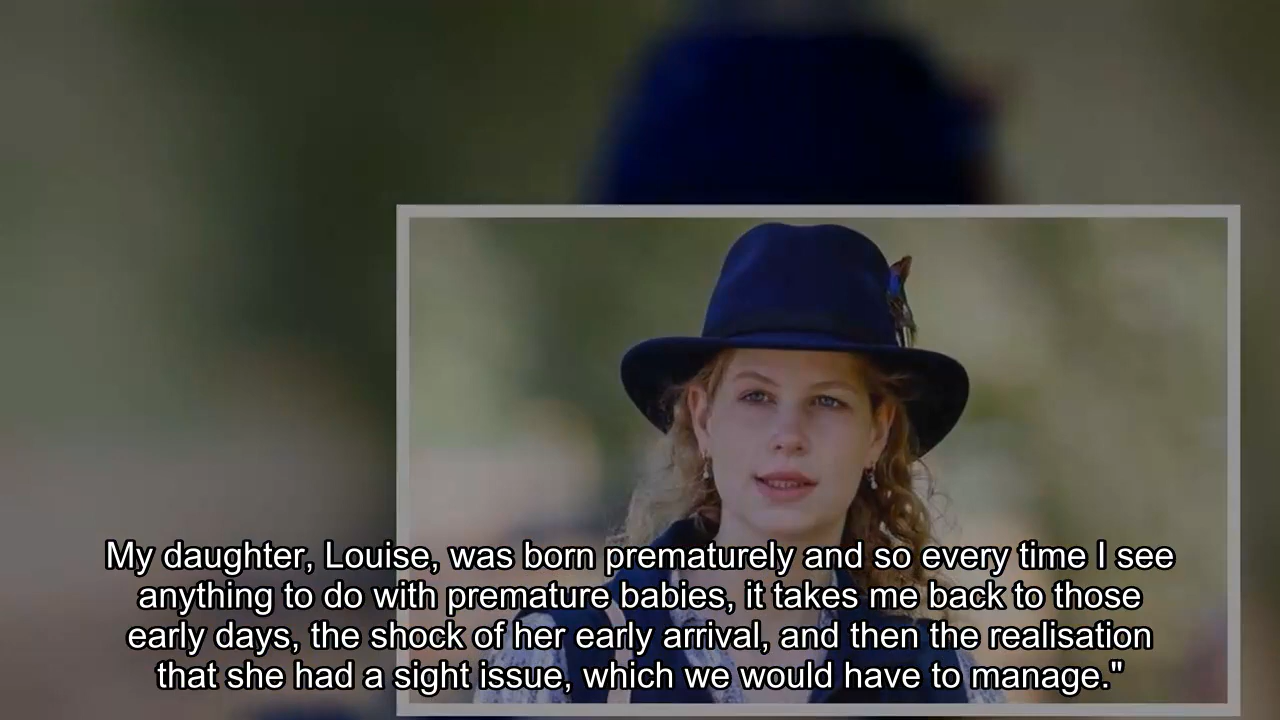 My daughter, Louise, was born prematurely and so every time I see
anything to do with premature babies, it takes me back to those
early days, the shock of her early arrival, and then the realisation
that she had a sight issue, which we would have to manage."